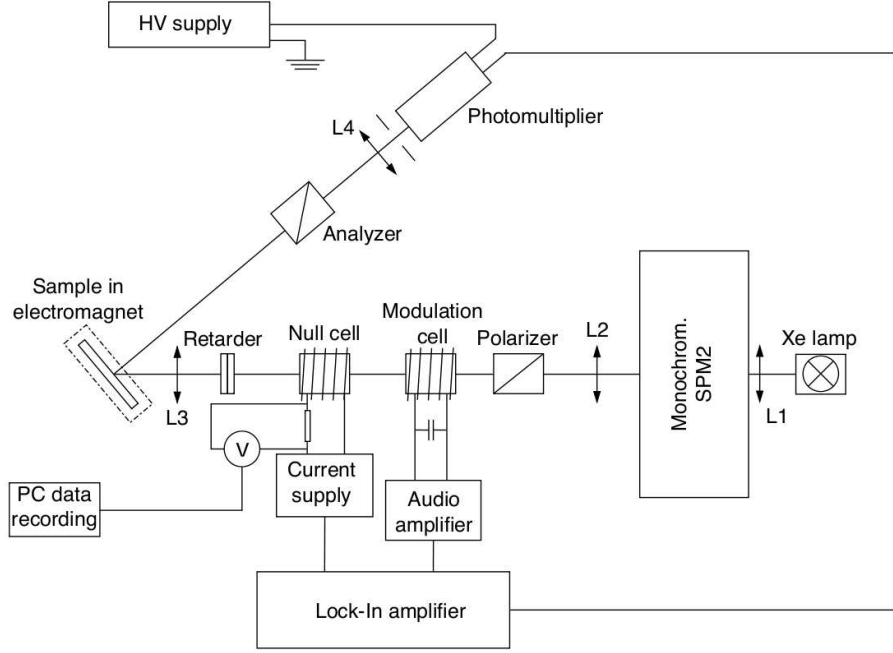 HV supply
Photomultiplier
L4
Analyzer
Sample in
electromagnet
Retarder
Null cell
Modulation
cell
Polarizer
L2
Monochrom.
SPM2
Xe lamp
L3
L1
V
Current
supply
Audio
amplifier
PC data
recording
Lock-In amplifier